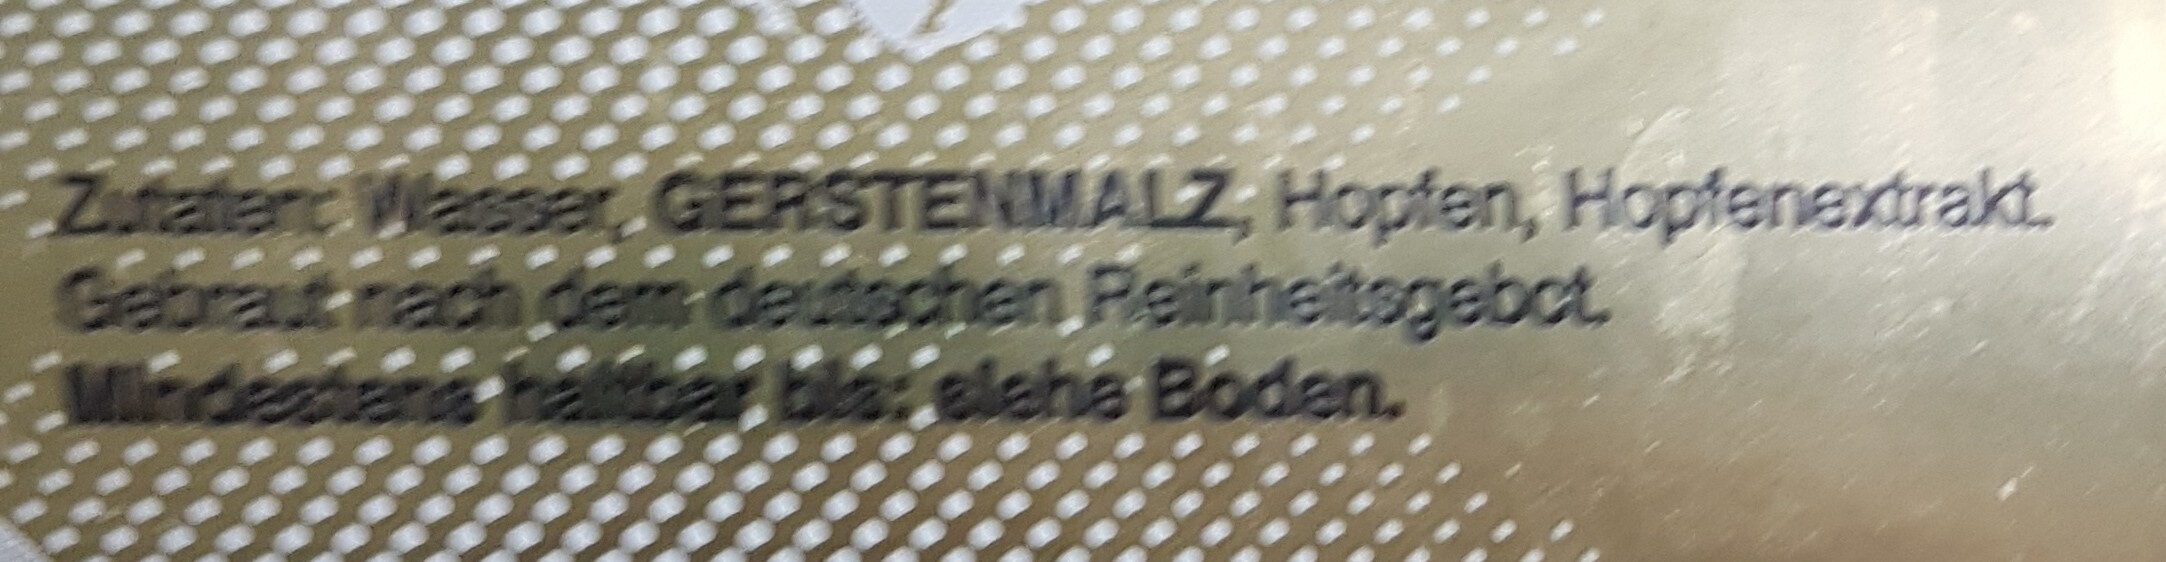 Zutaten: Wasser, GERSTENMALZ, Hopfen, Hopfenextrakt.
Gebraut nach dem deutschen Reinheitsgebot.
Mindestens haltbar bis: siehe Boden.